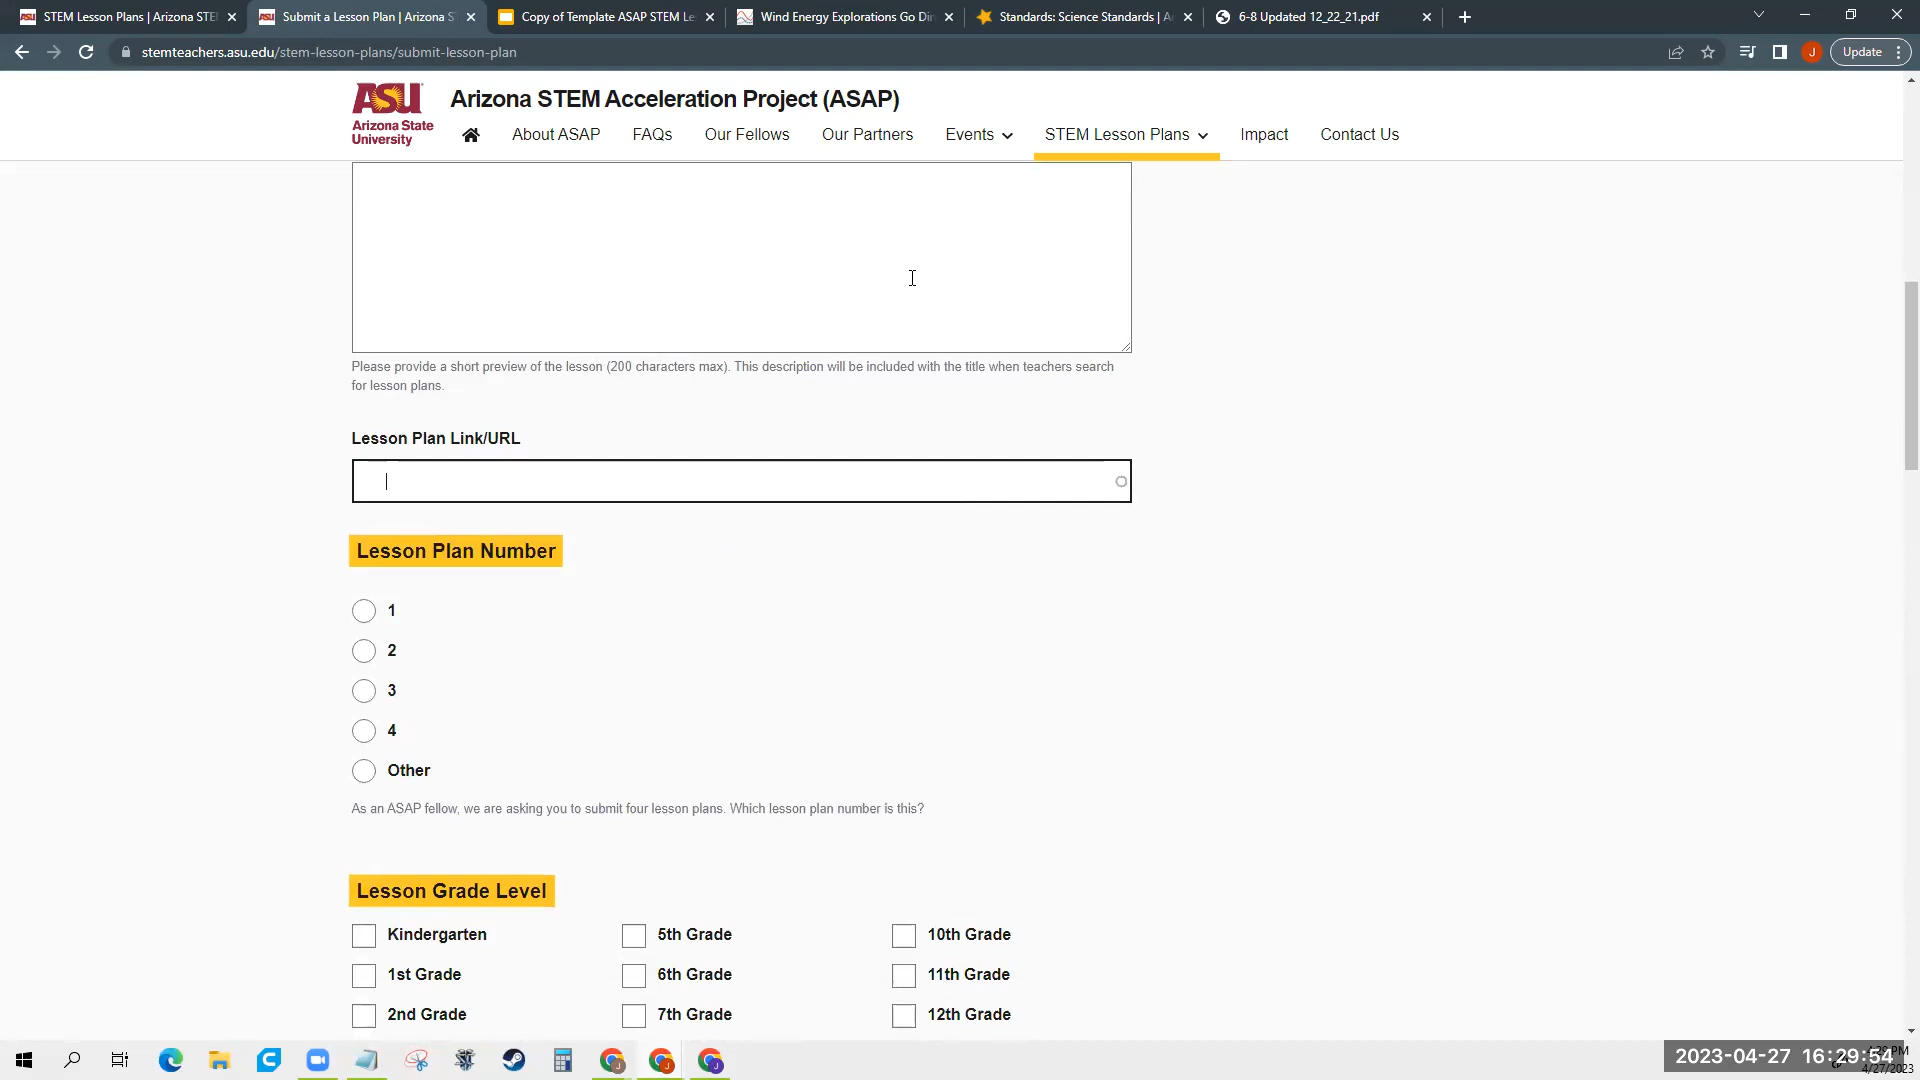 STEM Lesson Plans | Arizona STE
Submit a Lesson Plan | Arizona S
Copy of Template ASAP STEM Le
Wind Energy Explorations Go Dir
Standards: Science Standards | A
6-8 Updated 12_22_21.pdf
stemteachers.asu.edu/stem-lesson-plans/submit-lesson-plan
J
Update
ASU
Arizona State
University
Arizona STEM Acceleration Project (ASAP)
About ASAP
FAQs
Our Fellows
Our Partners
Events
STEM Lesson Plans
Impact
Contact Us
Please provide a short preview of the lesson (200 characters max). This description will be included with the title when teachers search
for lesson plans.
Lesson Plan Link/URL
Lesson Plan Number
1
2
3
4
Other
As an ASAP fellow, we are asking you to submit four lesson plans. Which lesson plan number is this?
Lesson Grade Level
Kindergarten 5th Grade 10th Grade
1st Grade 6th Grade 11th Grade
2nd Grade 7th Grade 12th Grade
2023-04-27 16:29:54
4/27/2023